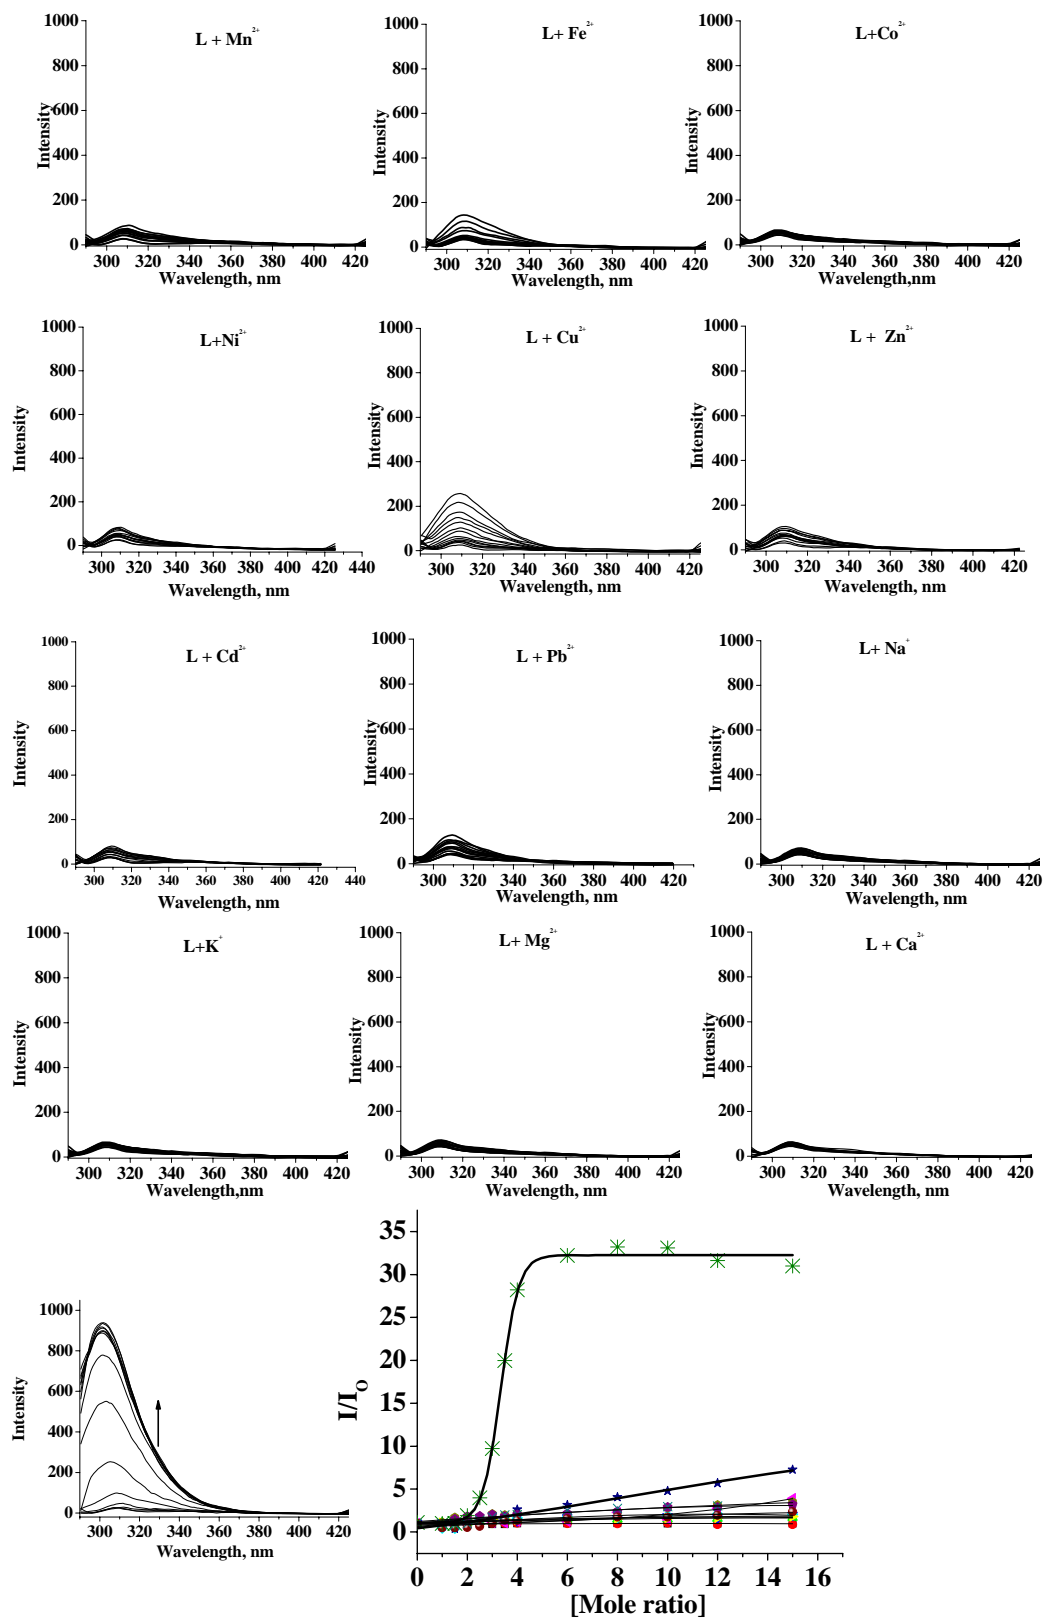 L + Mn²⁺
1000
800
600
400
200
0
Intensity
300 320 340 360 380 400 420
Wavelength, nm
L+ Fe²⁺
1000
800
600
400
200
0
Intensity
300 320 340 360 380 400 420
Wavelength, nm
L+Co²⁺
1000
800
600
400
200
0
Intensity
300 320 340 360 380 400 420
Wavelength, nm
L+Ni²⁺
1000
800
600
400
200
0
Intensity
300 320 340 360 380 400 420 440
Wavelength, nm
L + Cu²⁺
1000
800
600
400
200
0
Intensity
300 320 340 360 380 400 420
Wavelength, nm
L + Zn²⁺
1000
800
600
400
200
0
Intensity
300 320 340 360 380 400 420
Wavelength, nm
L + Cd²⁺
1000
800
600
400
200
0
Intensity
300 320 340 360 380 400 420 440
Wavelength, nm
L + Pb²⁺
1000
800
600
400
200
0
Intensity
300 320 340 360 380 400 420
Wavelength, nm
L+ Na⁺
1000
800
600
400
200
0
Intensity
300 320 340 360 380 400 420
Wavelength, nm
L+K⁺
1000
800
600
400
200
0
Intensity
300 320 340 360 380 400 420
Wavelength,nm
L+ Mg²⁺
1000
800
600
400
200
0
Intensity
300 320 340 360 380 400 420
Wavelength, nm
L + Ca²⁺
1000
800
600
400
200
0
Intensity
300 320 340 360 380 400 420
Wavelength, nm
1000
800
600
400
200
0
Intensity
300 320 340 360 380 400 420
Wavelength, nm
35
30
25
20
15
10
5
0
I/I_O
0 2 4 6 8 10 12 14 16
[Mole ratio]